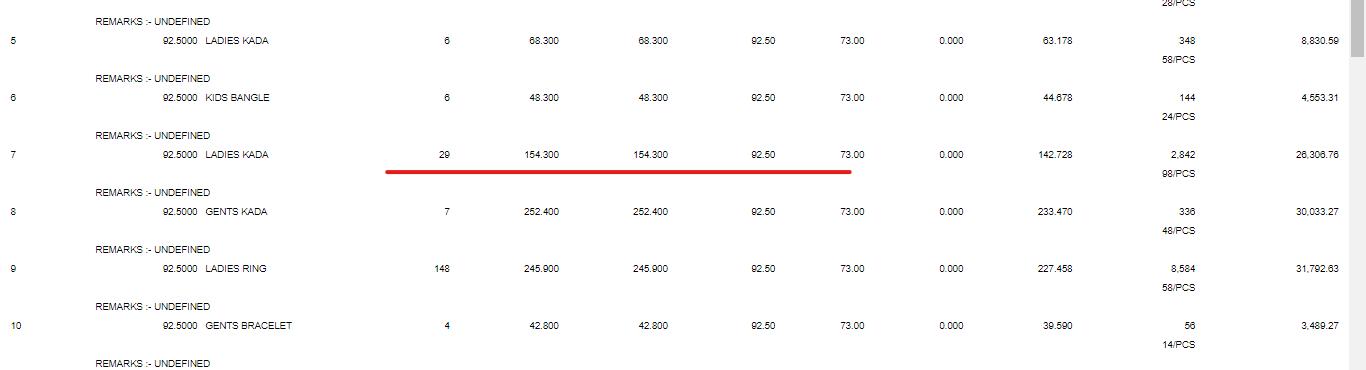 28/PCS
REMARKS :- UNDEFINED
5 92.5000 LADIES KADA 6 68.300 68.300 92.50 73.00 0.000 63.178 348 8,830.59
58/PCS
REMARKS :- UNDEFINED
6 92.5000 KIDS BANGLE 6 48.300 48.300 92.50 73.00 0.000 44.678 144 4,553.31
24/PCS
REMARKS :- UNDEFINED
7 92.5000 LADIES KADA 29 154.300 154.300 92.50 73.00 0.000 142.728 2,842 26,306.76
98/PCS
REMARKS :- UNDEFINED
8 92.5000 GENTS KADA 7 252.400 252.400 92.50 73.00 0.000 233.470 336 30,033.27
48/PCS
REMARKS :- UNDEFINED
9 92.5000 LADIES RING 148 245.900 245.900 92.50 73.00 0.000 227.458 8,584 31,792.63
58/PCS
REMARKS :- UNDEFINED
10 92.5000 GENTS BRACELET 4 42.800 42.800 92.50 73.00 0.000 39.590 56 3,489.27
14/PCS
REMARKS :- UNDEFINED